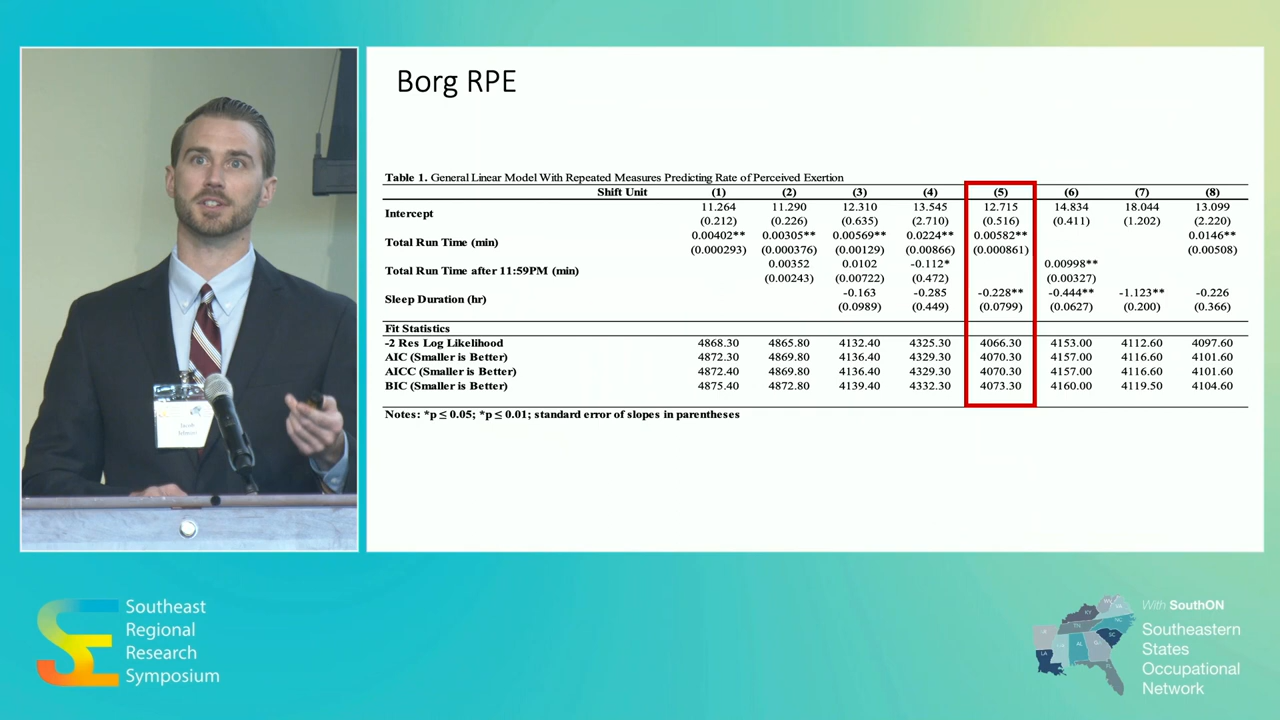 Borg RPE
Table 1. General Linear Model With Repeated Measures Predicting Rate of Perceived Exertion
Shift Unit (1) (2) (3) (4) (5) (6) (7) (8)
Intercept 11.264 11.290 12.310 13.545 12.715 14.834 18.044 13.099
(0.212) (0.226) (0.635) (2.710) (0.516) (0.411) (1.202) (2.220)
Total Run Time (min) 0.00402** 0.00305** 0.00569** 0.0224** 0.00582** 0.0146**
(0.000293) (0.000376) (0.00129) (0.00866) (0.000861) (0.00508)
Total Run Time after 11:59PM (min) 0.00352 0.0102 -0.112* 0.00998**
(0.00243) (0.00722) (0.472) (0.00327)
Sleep Duration (hr) -0.163 -0.285 -0.228** -0.444** -1.123** -0.226
(0.0989) (0.449) (0.0799) (0.0627) (0.200) (0.366)
Fit Statistics
-2 Res Log Likelihood 4868.30 4865.80 4132.40 4325.30 4066.30 4153.00 4112.60 4097.60
AIC (Smaller is Better) 4872.30 4869.80 4136.40 4329.30 4070.30 4157.00 4116.60 4101.60
AICC (Smaller is Better) 4872.40 4869.80 4136.40 4329.30 4070.30 4157.00 4116.60 4101.60
BIC (Smaller is Better) 4875.40 4872.80 4139.40 4332.30 4073.30 4160.00 4119.50 4104.60
Notes: *p ≤ 0.05; *p ≤ 0.01; standard error of slopes in parentheses
SE
Southeast
Regional
Research
Symposium
With SouthON
Southeastern
States
Occupational
Network
KY
TN
NC
SC
AL
LA